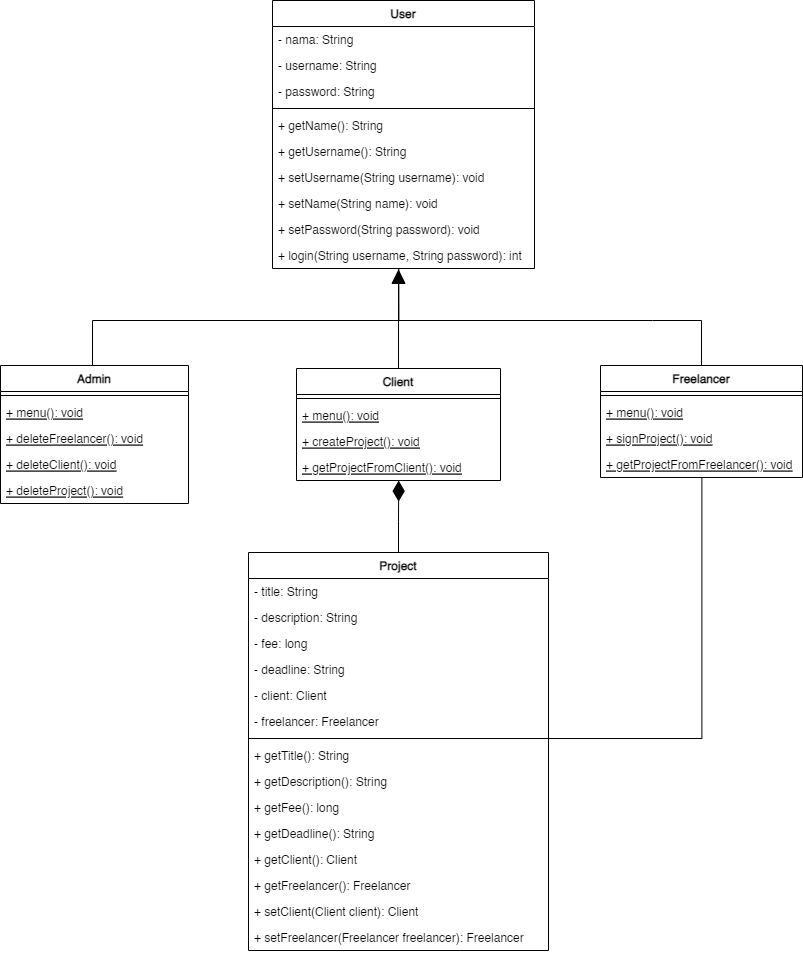 User
- nama: String
- username: String
- password: String
+ getName(): String
+ getUsername(): String
+ setUsername(String username): void
+ setName(String name): void
+ setPassword(String password): void
+ login(String username, String password): int
Admin
+ menu(): void
+ deleteFreelancer(): void
+ deleteClient(): void
+ deleteProject(): void
Client
+ menu(): void
+ createProject(): void
+ getProjectFromClient(): void
Freelancer
+ menu(): void
+ signProject(): void
+ getProjectFromFreelancer(): void
Project
- title: String
- description: String
- fee: long
- deadline: String
- client: Client
- freelancer: Freelancer
+ getTitle(): String
+ getDescription(): String
+ getFee(): long
+ getDeadline(): String
+ getClient(): Client
+ getFreelancer(): Freelancer
+ setClient(Client client): Client
+ setFreelancer(Freelancer freelancer): Freelancer